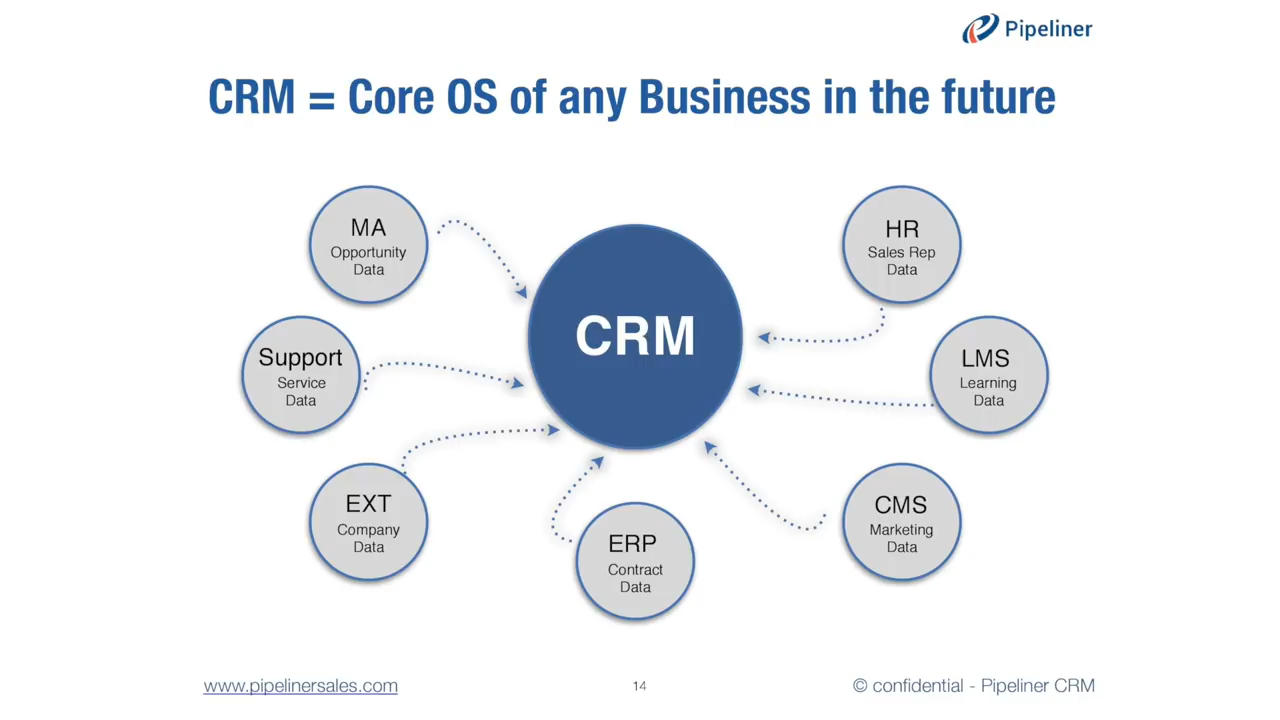 Pipeliner
CRM = Core OS of any Business in the future
MA
Opportunity
Data
HR
Sales Rep
Data
CRM
Support
Service
Data
LMS
Learning
Data
EXT
Company
Data
ERP
Contract
Data
CMS
Marketing
Data
www.pipelinersales.com
14
© confidential - Pipeliner CRM